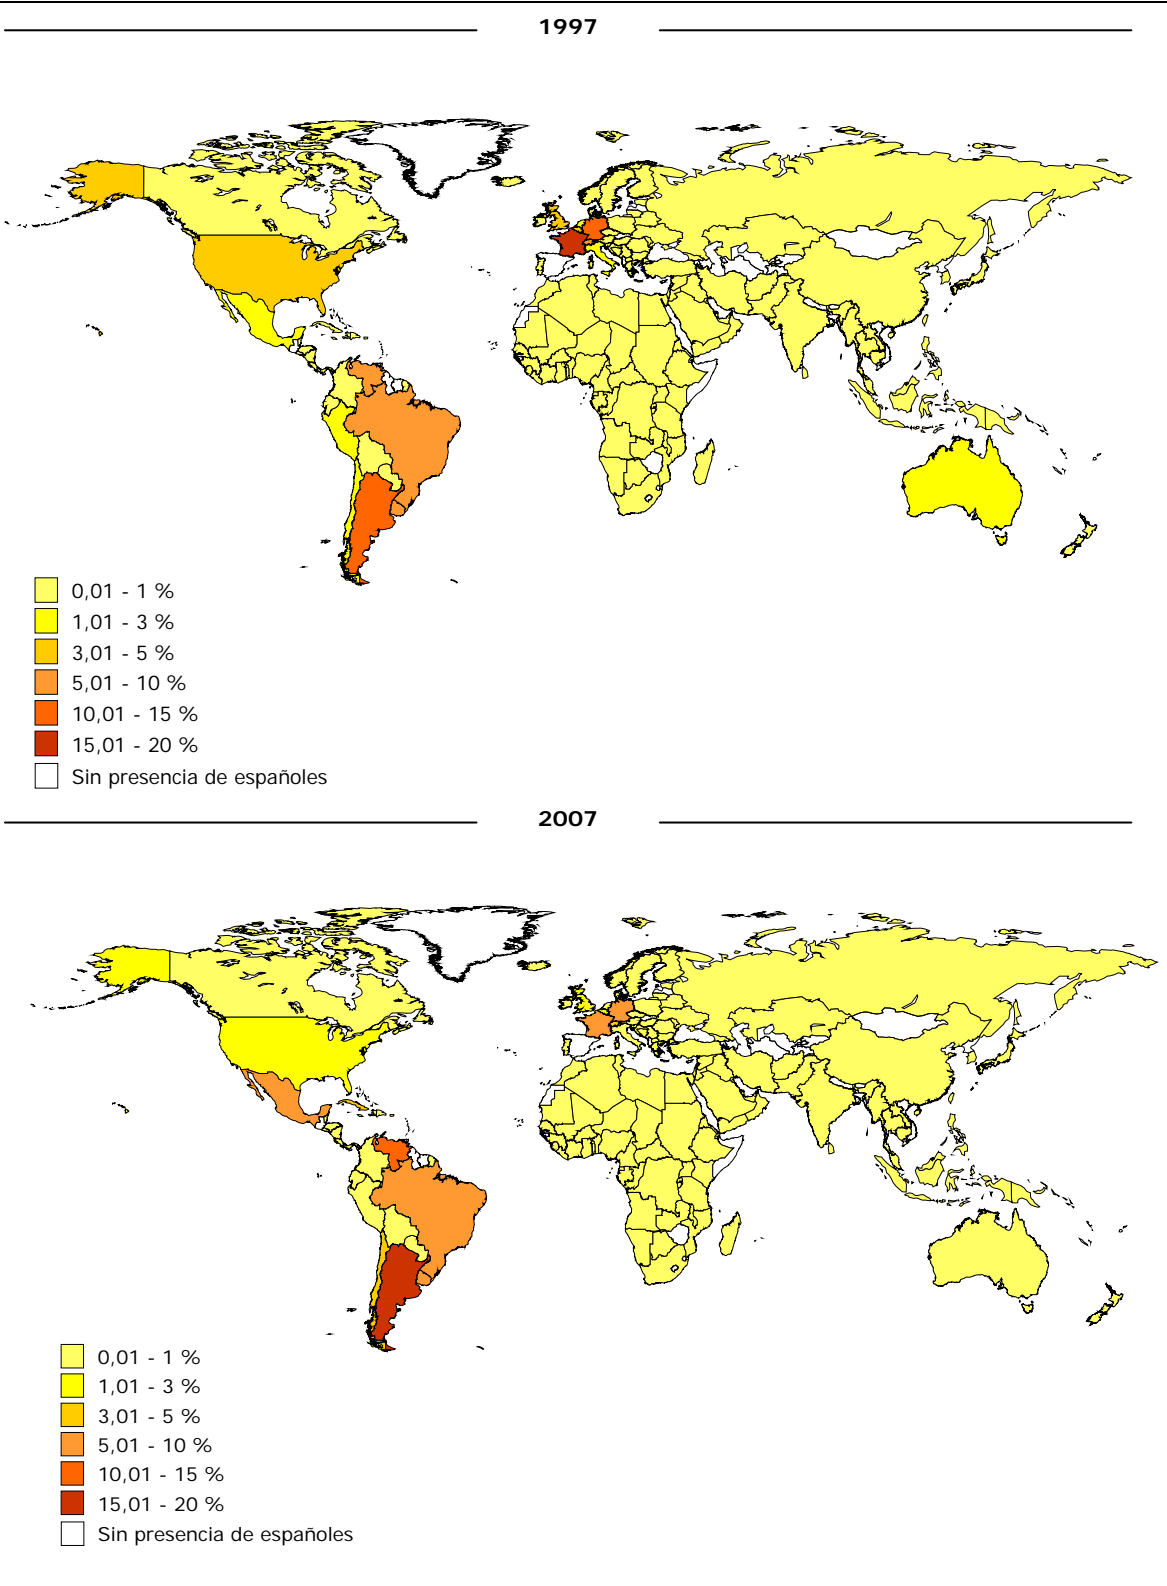 1997
0,01 - 1 %
1,01 - 3 %
3,01 - 5 %
5,01 - 10 %
10,01 - 15 %
15,01 - 20 %
Sin presencia de españoles
2007
0,01 - 1 %
1,01 - 3 %
3,01 - 5 %
5,01 - 10 %
10,01 - 15 %
15,01 - 20 %
Sin presencia de españoles